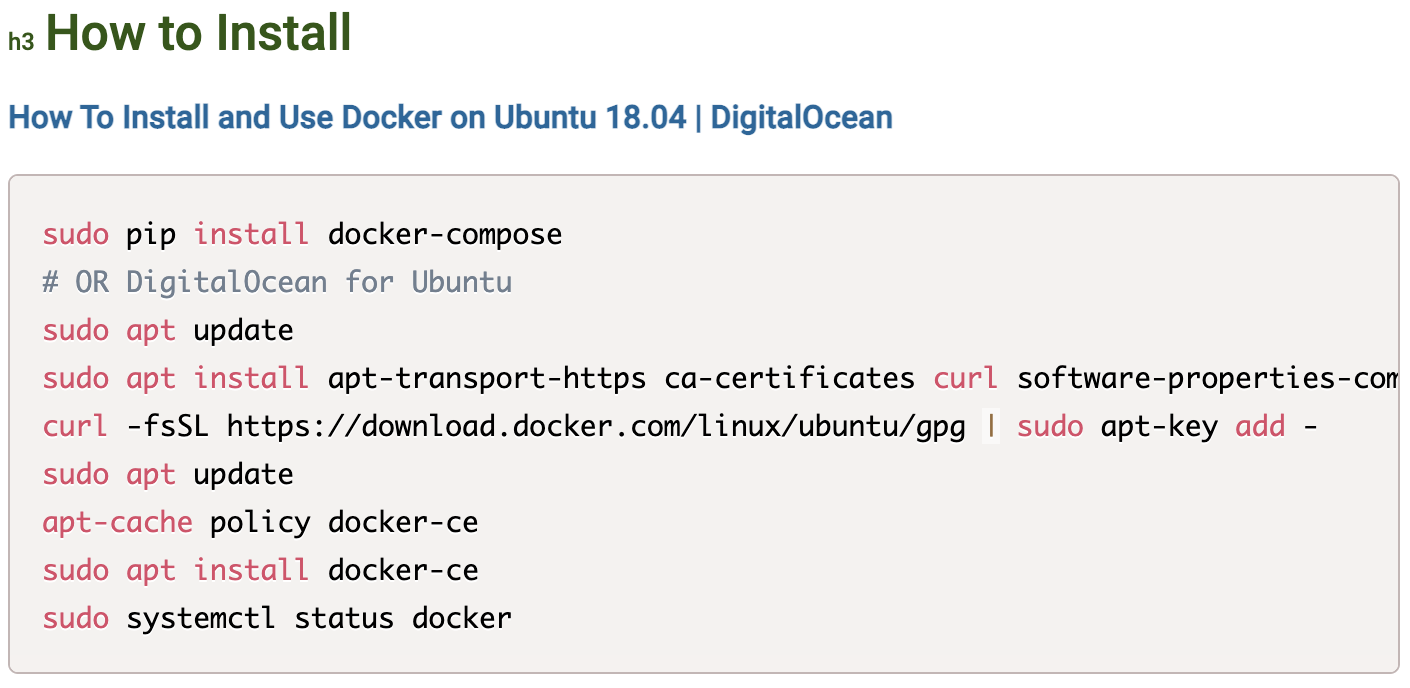 h3 How to Install
How To Install and Use Docker on Ubuntu 18.04 | DigitalOcean
sudo pip install docker-compose
# OR DigitalOcean for Ubuntu
sudo apt update
sudo apt install apt-transport-https ca-certificates curl software-properties-com
curl -fsSL https://download.docker.com/linux/ubuntu/gpg | sudo apt-key add -
sudo apt update
apt-cache policy docker-ce
sudo apt install docker-ce
sudo systemctl status docker